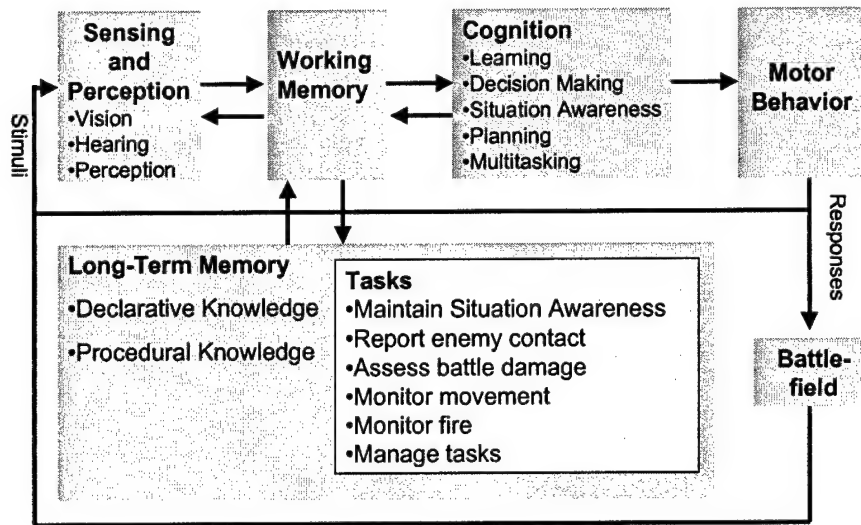 Sensing
and
Perception
•Vision
•Hearing
•Perception
Working
Memory
Cognition
•Learning
•Decision Making
•Situation Awareness
•Planning
•Multitasking
Motor
Behavior
Stimuli
Responses
Long-Term Memory
•Declarative Knowledge
•Procedural Knowledge
Tasks
•Maintain Situation Awareness
•Report enemy contact
•Assess battle damage
•Monitor movement
•Monitor fire
•Manage tasks
Battle-
field